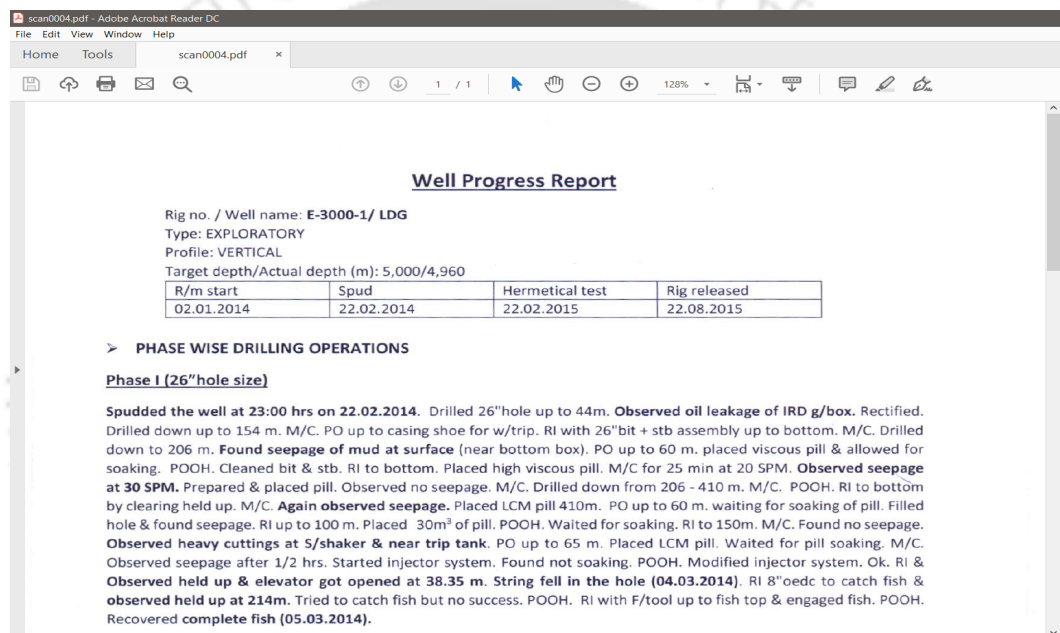 scan0004.pdf - Adobe Acrobat Reader DC
File Edit View Window Help
Home Tools scan0004.pdf ×
1 / 1 128%
Well Progress Report
Rig no. / Well name: E-3000-1/ LDG
Type: EXPLORATORY
Profile: VERTICAL
Target depth/Actual depth (m): 5,000/4,960
R/m start Spud Hermetical test Rig released
02.01.2014 22.02.2014 22.02.2015 22.08.2015
➢ PHASE WISE DRILLING OPERATIONS
Phase I (26"hole size)
Spudded the well at 23:00 hrs on 22.02.2014. Drilled 26"hole up to 44m. Observed oil leakage of IRD g/box. Rectified.
Drilled down up to 154 m. M/C. PO up to casing shoe for w/trip. RI with 26"bit + stb assembly up to bottom. M/C. Drilled
down to 206 m. Found seepage of mud at surface (near bottom box). PO up to 60 m. placed viscous pill & allowed for
soaking. POOH. Cleaned bit & stb. RI to bottom. Placed high viscous pill. M/C for 25 min at 20 SPM. Observed seepage
at 30 SPM. Prepared & placed pill. Observed no seepage. M/C. Drilled down from 206 - 410 m. M/C. POOH. RI to bottom
by clearing held up. M/C. Again observed seepage. Placed LCM pill 410m. PO up to 60 m. waiting for soaking of pill. Filled
hole & found seepage. RI up to 100 m. Placed 30m³ of pill. POOH. Waited for soaking. RI to 150m. M/C. Found no seepage.
Observed heavy cuttings at S/shaker & near trip tank. PO up to 65 m. Placed LCM pill. Waited for pill soaking. M/C.
Observed seepage after 1/2 hrs. Started injector system. Found not soaking. POOH. Modified injector system. Ok. RI &
Observed held up & elevator got opened at 38.35 m. String fell in the hole (04.03.2014). RI 8"oedc to catch fish &
observed held up at 214m. Tried to catch fish but no success. POOH. RI with F/tool up to fish top & engaged fish. POOH.
Recovered complete fish (05.03.2014).